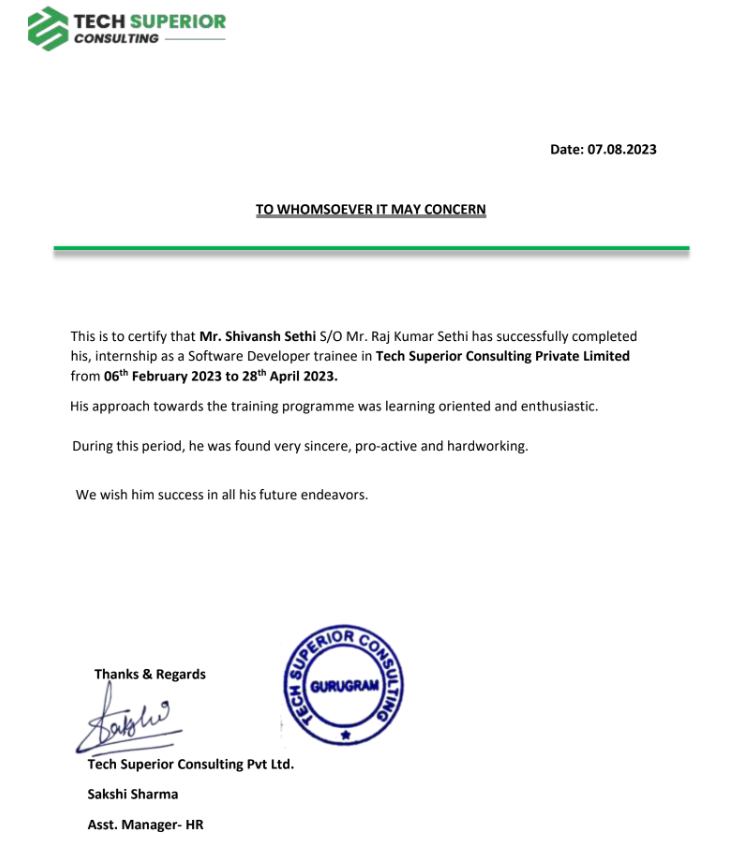 TECH SUPERIOR
CONSULTING
Date: 07.08.2023
TO WHOMSOEVER IT MAY CONCERN
This is to certify that Mr. Shivansh Sethi S/O Mr. Raj Kumar Sethi has successfully completed
his, internship as a Software Developer trainee in Tech Superior Consulting Private Limited
from 06th February 2023 to 28th April 2023.
His approach towards the training programme was learning oriented and enthusiastic.
During this period, he was found very sincere, pro-active and hardworking.
We wish him success in all his future endeavors.
Thanks & Regards
Sakshi
TECH SUPERIOR CONSULTING
GURUGRAM
Tech Superior Consulting Pvt Ltd.
Sakshi Sharma
Asst. Manager- HR